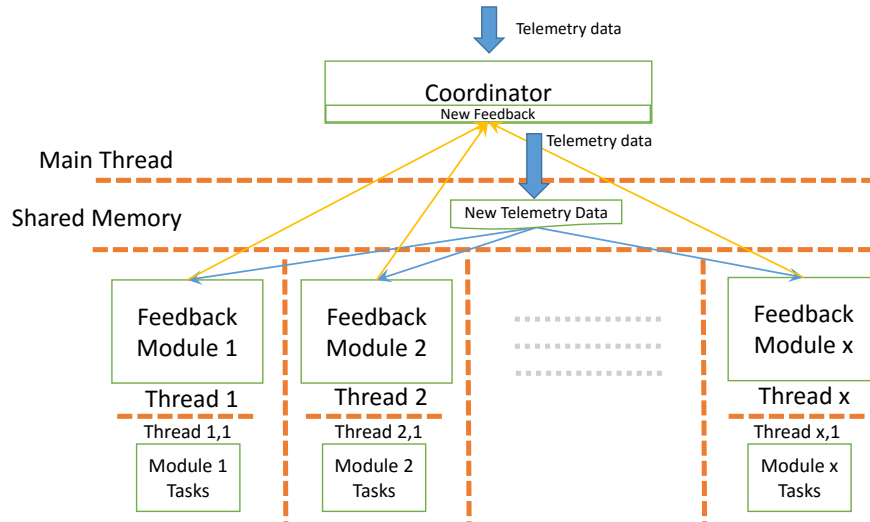 Telemetry data
Coordinator
New Feedback
Telemetry data
Main Thread
Shared Memory
New Telemetry Data
Feedback
Module 1
Feedback
Module 2
Feedback
Module x
Thread 1
Thread 2
Thread x
Thread 1,1
Thread 2,1
Thread x,1
Module 1
Tasks
Module 2
Tasks
Module x
Tasks